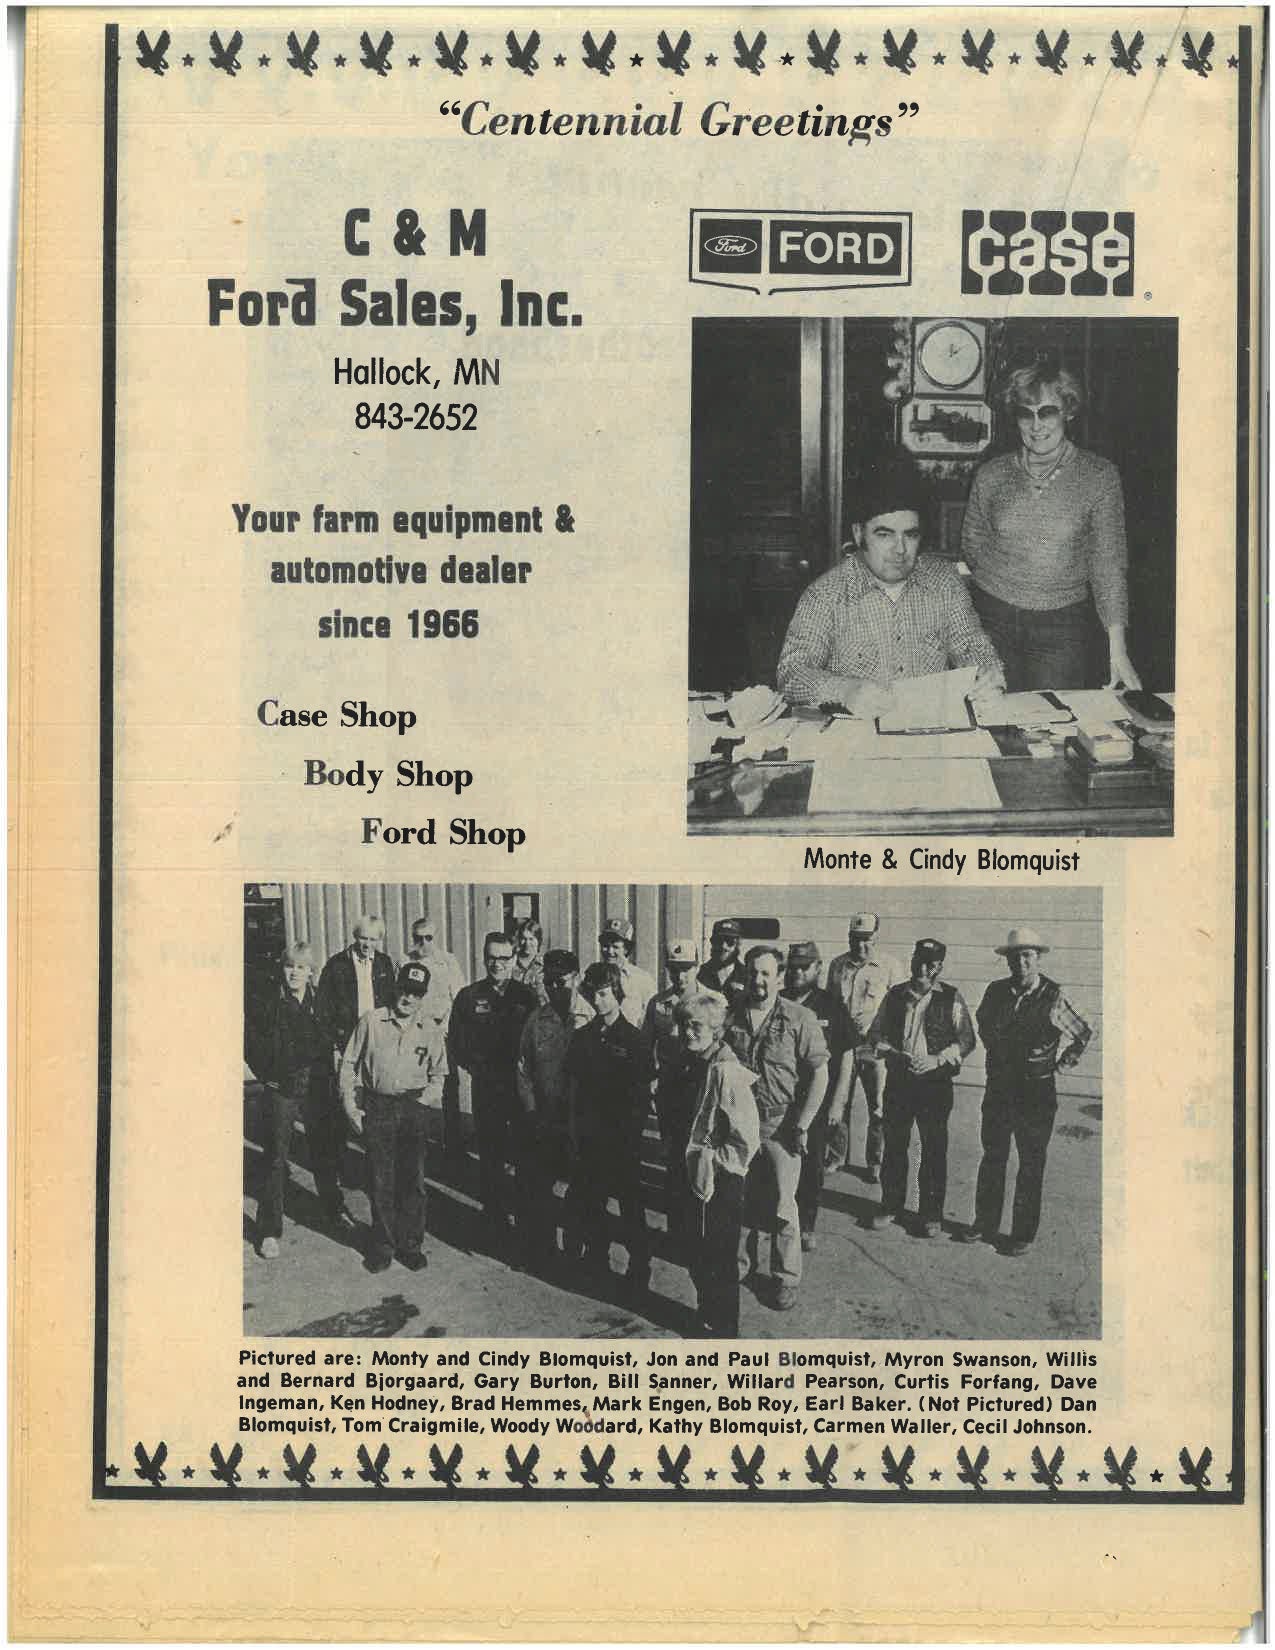 “Centennial Greetings”
C & M
Ford Sales, Inc.
Hallock, MN
843-2652
Ford FORD
case ®
Your farm equipment &
automotive dealer
since 1966
Case Shop
Body Shop
Ford Shop
Monte & Cindy Blomquist
Pictured are: Monty and Cindy Blomquist, Jon and Paul Blomquist, Myron Swanson, Willis
and Bernard Bjorgaard, Gary Burton, Bill Sanner, Willard Pearson, Curtis Forfang, Dave
Ingeman, Ken Hodney, Brad Hemmes, Mark Engen, Bob Roy, Earl Baker. (Not Pictured) Dan
Blomquist, Tom Craigmile, Woody Woodard, Kathy Blomquist, Carmen Waller, Cecil Johnson.